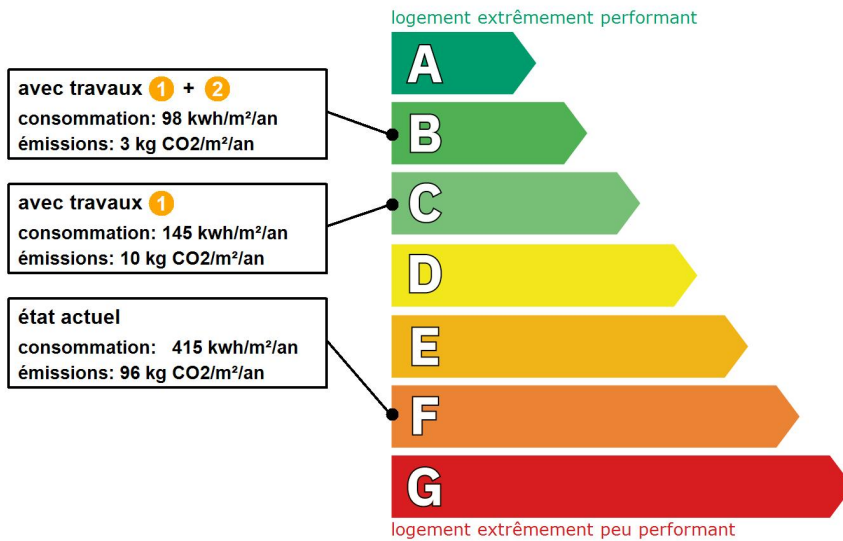 logement extrêmement performant
A
avec travaux 1 + 2
consommation: 98 kwh/m²/an
émissions: 3 kg CO2/m²/an
B
avec travaux 1
consommation: 145 kwh/m²/an
émissions: 10 kg CO2/m²/an
C
D
état actuel
consommation: 415 kwh/m²/an
émissions: 96 kg CO2/m²/an
E
F
G
logement extrêmement peu performant